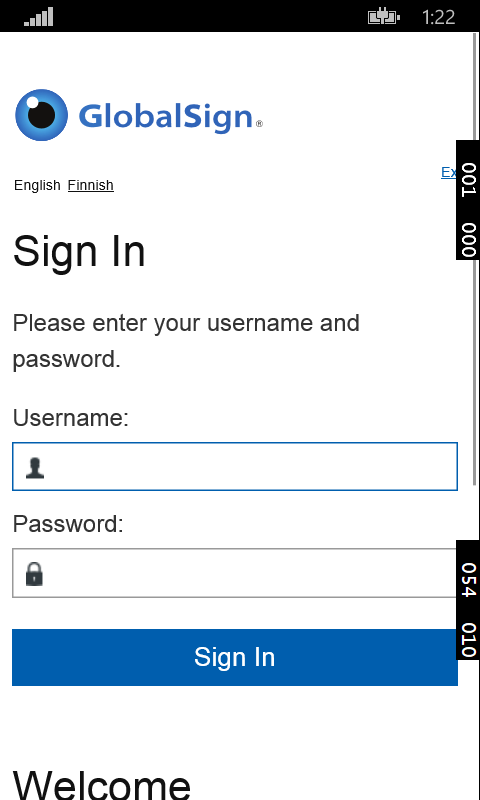 1:22
GlobalSign®
English Finnish
Sign In
Please enter your username and
password.
Username:
Password:
Sign In
Welcome
001 000
054 010